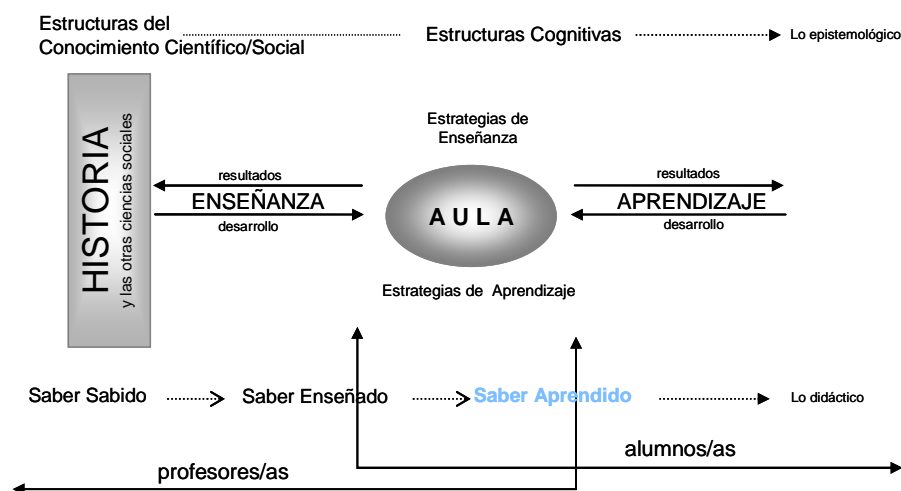 Estructuras del
Conocimiento Científico/Social
Estructuras Cognitivas
Lo epistemológico
HISTORIA
y las otras ciencias sociales
Estrategias de
Enseñanza
resultados
ENSEÑANZA
desarrollo
AULA
resultados
APRENDIZAJE
desarrollo
Estrategias de Aprendizaje
Saber Sabido
Saber Enseñado
Saber Aprendido
Lo didáctico
alumnos/as
profesores/as